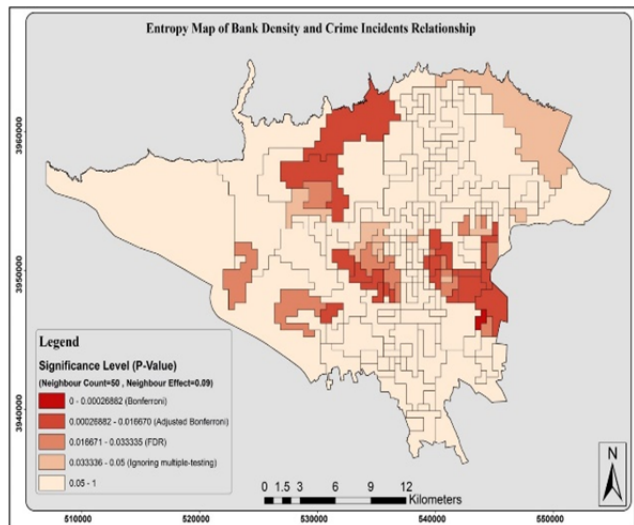 Entropy Map of Bank Density and Crime Incidents Relationship
3960000
3950000
3940000
Legend
Significance Level (P-Value)
(Neighbour Count=50 , Neighbour Effect=0.09)
0 - 0.00026882 (Bonferroni)
0.00026882 - 0.016670 (Adjusted Bonferroni)
0.016671 - 0.033335 (FDR)
0.033336 - 0.05 (Ignoring multiple-testing)
0.05 - 1
0 1.5 3 6 9 12
Kilometers
N
510000 520000 530000 540000 550000